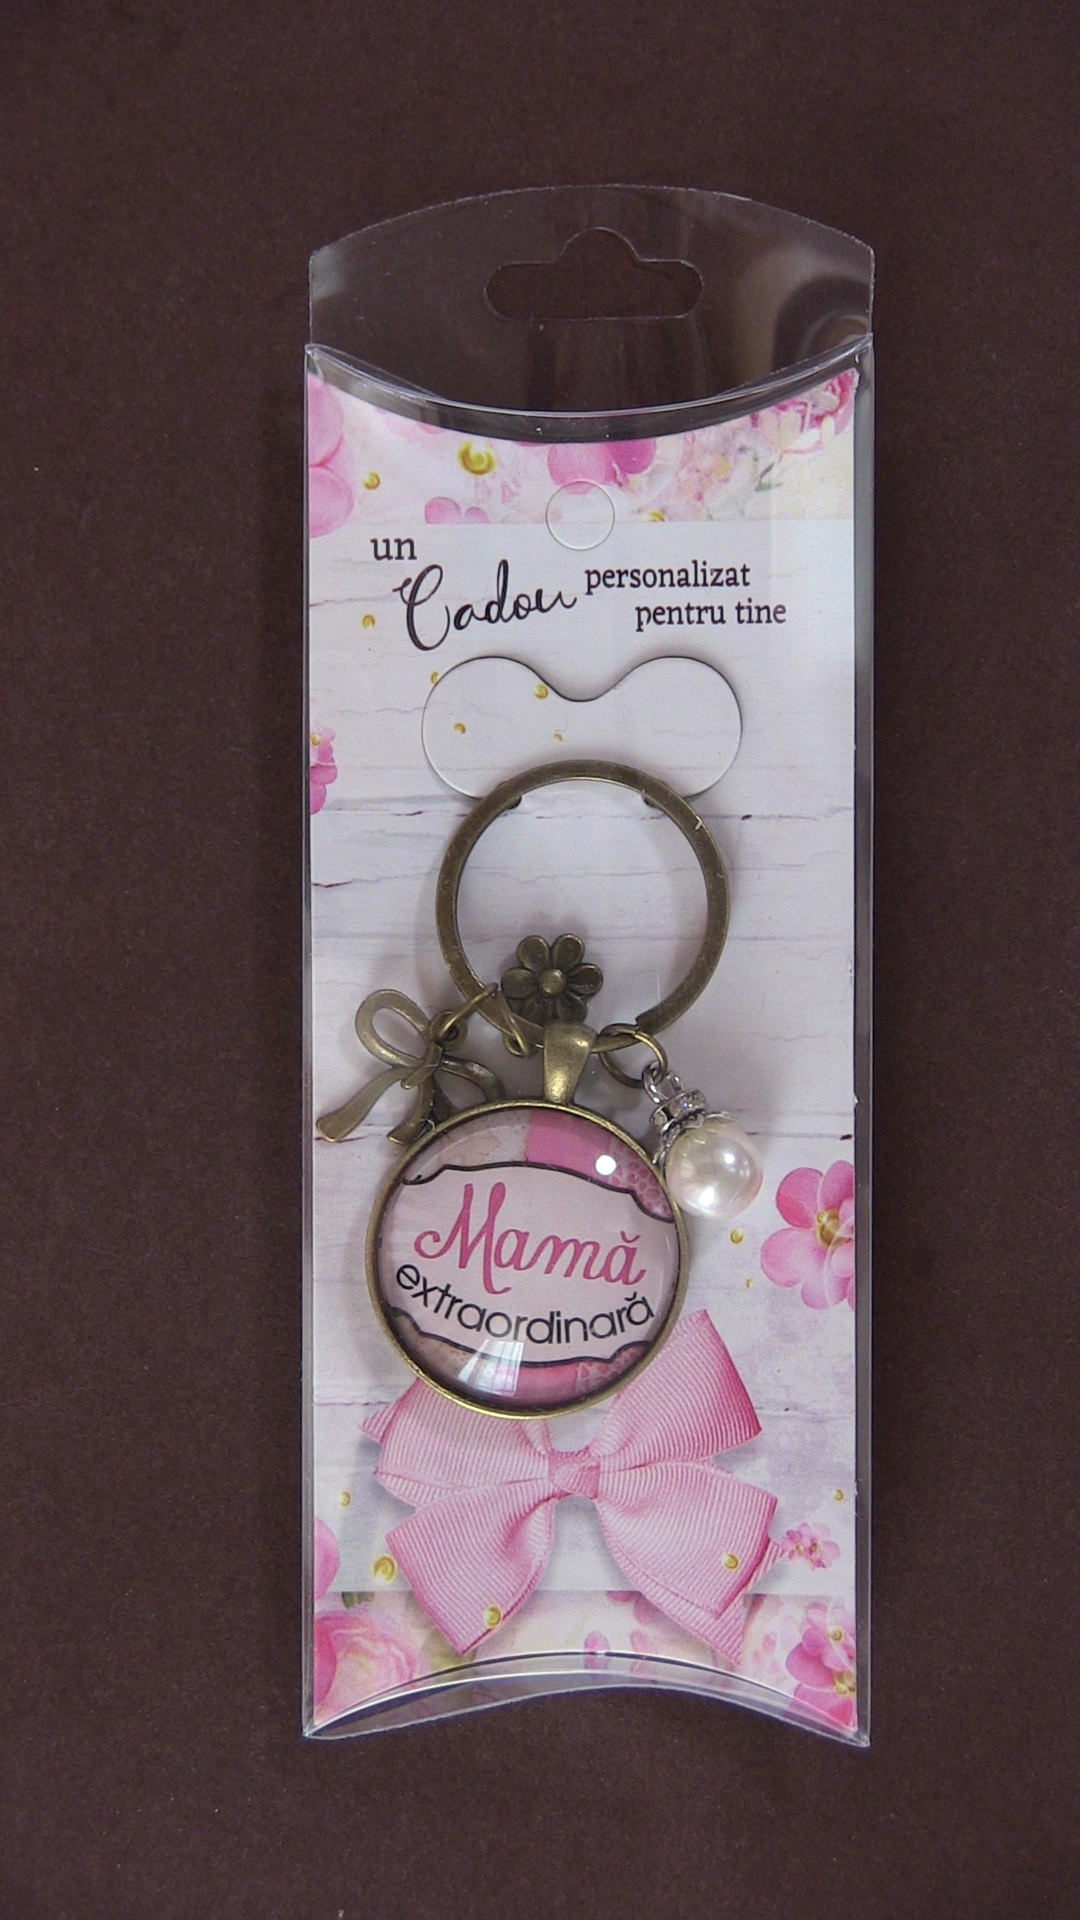 un
Cadou personalizat
pentru tine
Mamă
extraordinară